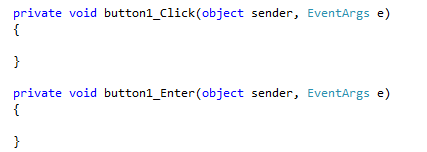 private void button1_Click(object sender, EventArgs e)
{
}
private void button1_Enter(object sender, EventArgs e)
{
}